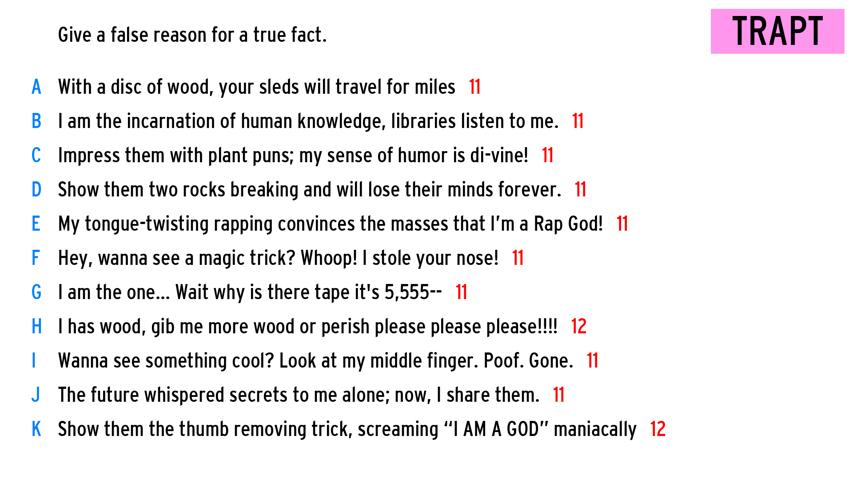 TRAPT
Give a false reason for a true fact.
A With a disc of wood, your sleds will travel for miles 11
B I am the incarnation of human knowledge, libraries listen to me. 11
C Impress them with plant puns; my sense of humor is di-vine! 11
D Show them two rocks breaking and will lose their minds forever. 11
E My tongue-twisting rapping convinces the masses that I'm a Rap God! 11
F Hey, wanna see a magic trick? Whoop! I stole your nose! 11
G I am the one... Wait why is there tape it's 5,555-- 11
H I has wood, gib me more wood or perish please please please!!!! 12
I Wanna see something cool? Look at my middle finger. Poof. Gone. 11
J The future whispered secrets to me alone; now, I share them. 11
K Show them the thumb removing trick, screaming “I AM A GOD” maniacally 12